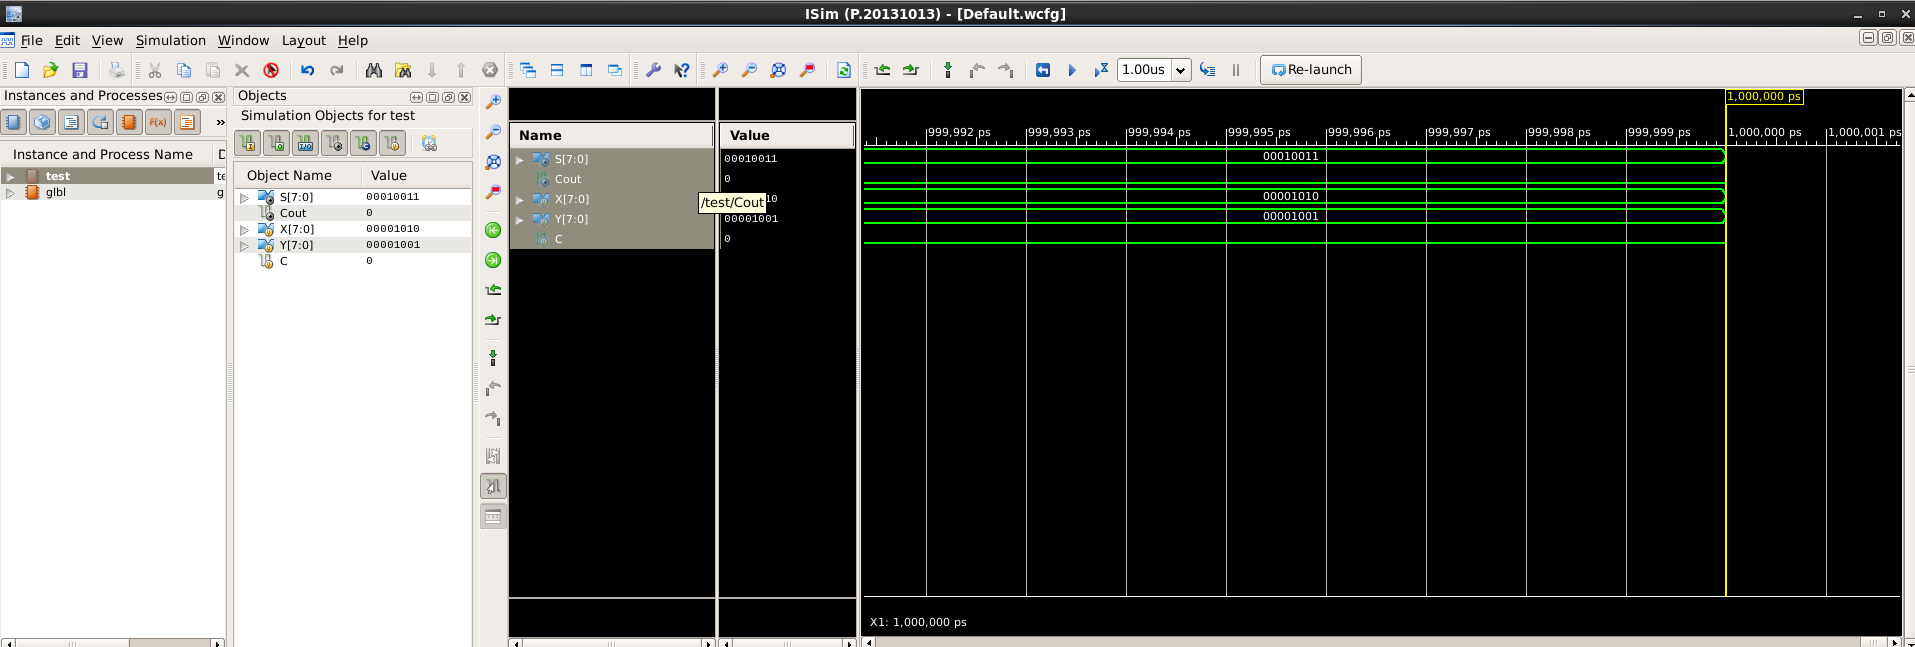 ISim (P.20131013) - [Default.wcfg]
File Edit View Simulation Window Layout Help
1.00us Re-launch
Instances and Processes
Instance and Process Name D
test te
glbl g
Objects
Simulation Objects for test
Object Name Value
S[7:0] 00010011
Cout 0
X[7:0] 00001010
Y[7:0] 00001001
C 0
Name Value
S[7:0] 00010011
Cout 0
X[7:0] 10
/test/Cout
Y[7:0] 00001001
C 0
1,000,000 ps
999,992 ps 999,993 ps 999,994 ps 999,995 ps 999,996 ps 999,997 ps 999,998 ps 999,999 ps 1,000,000 ps 1,000,001 ps
00010011
00001010
00001001
X1: 1,000,000 ps